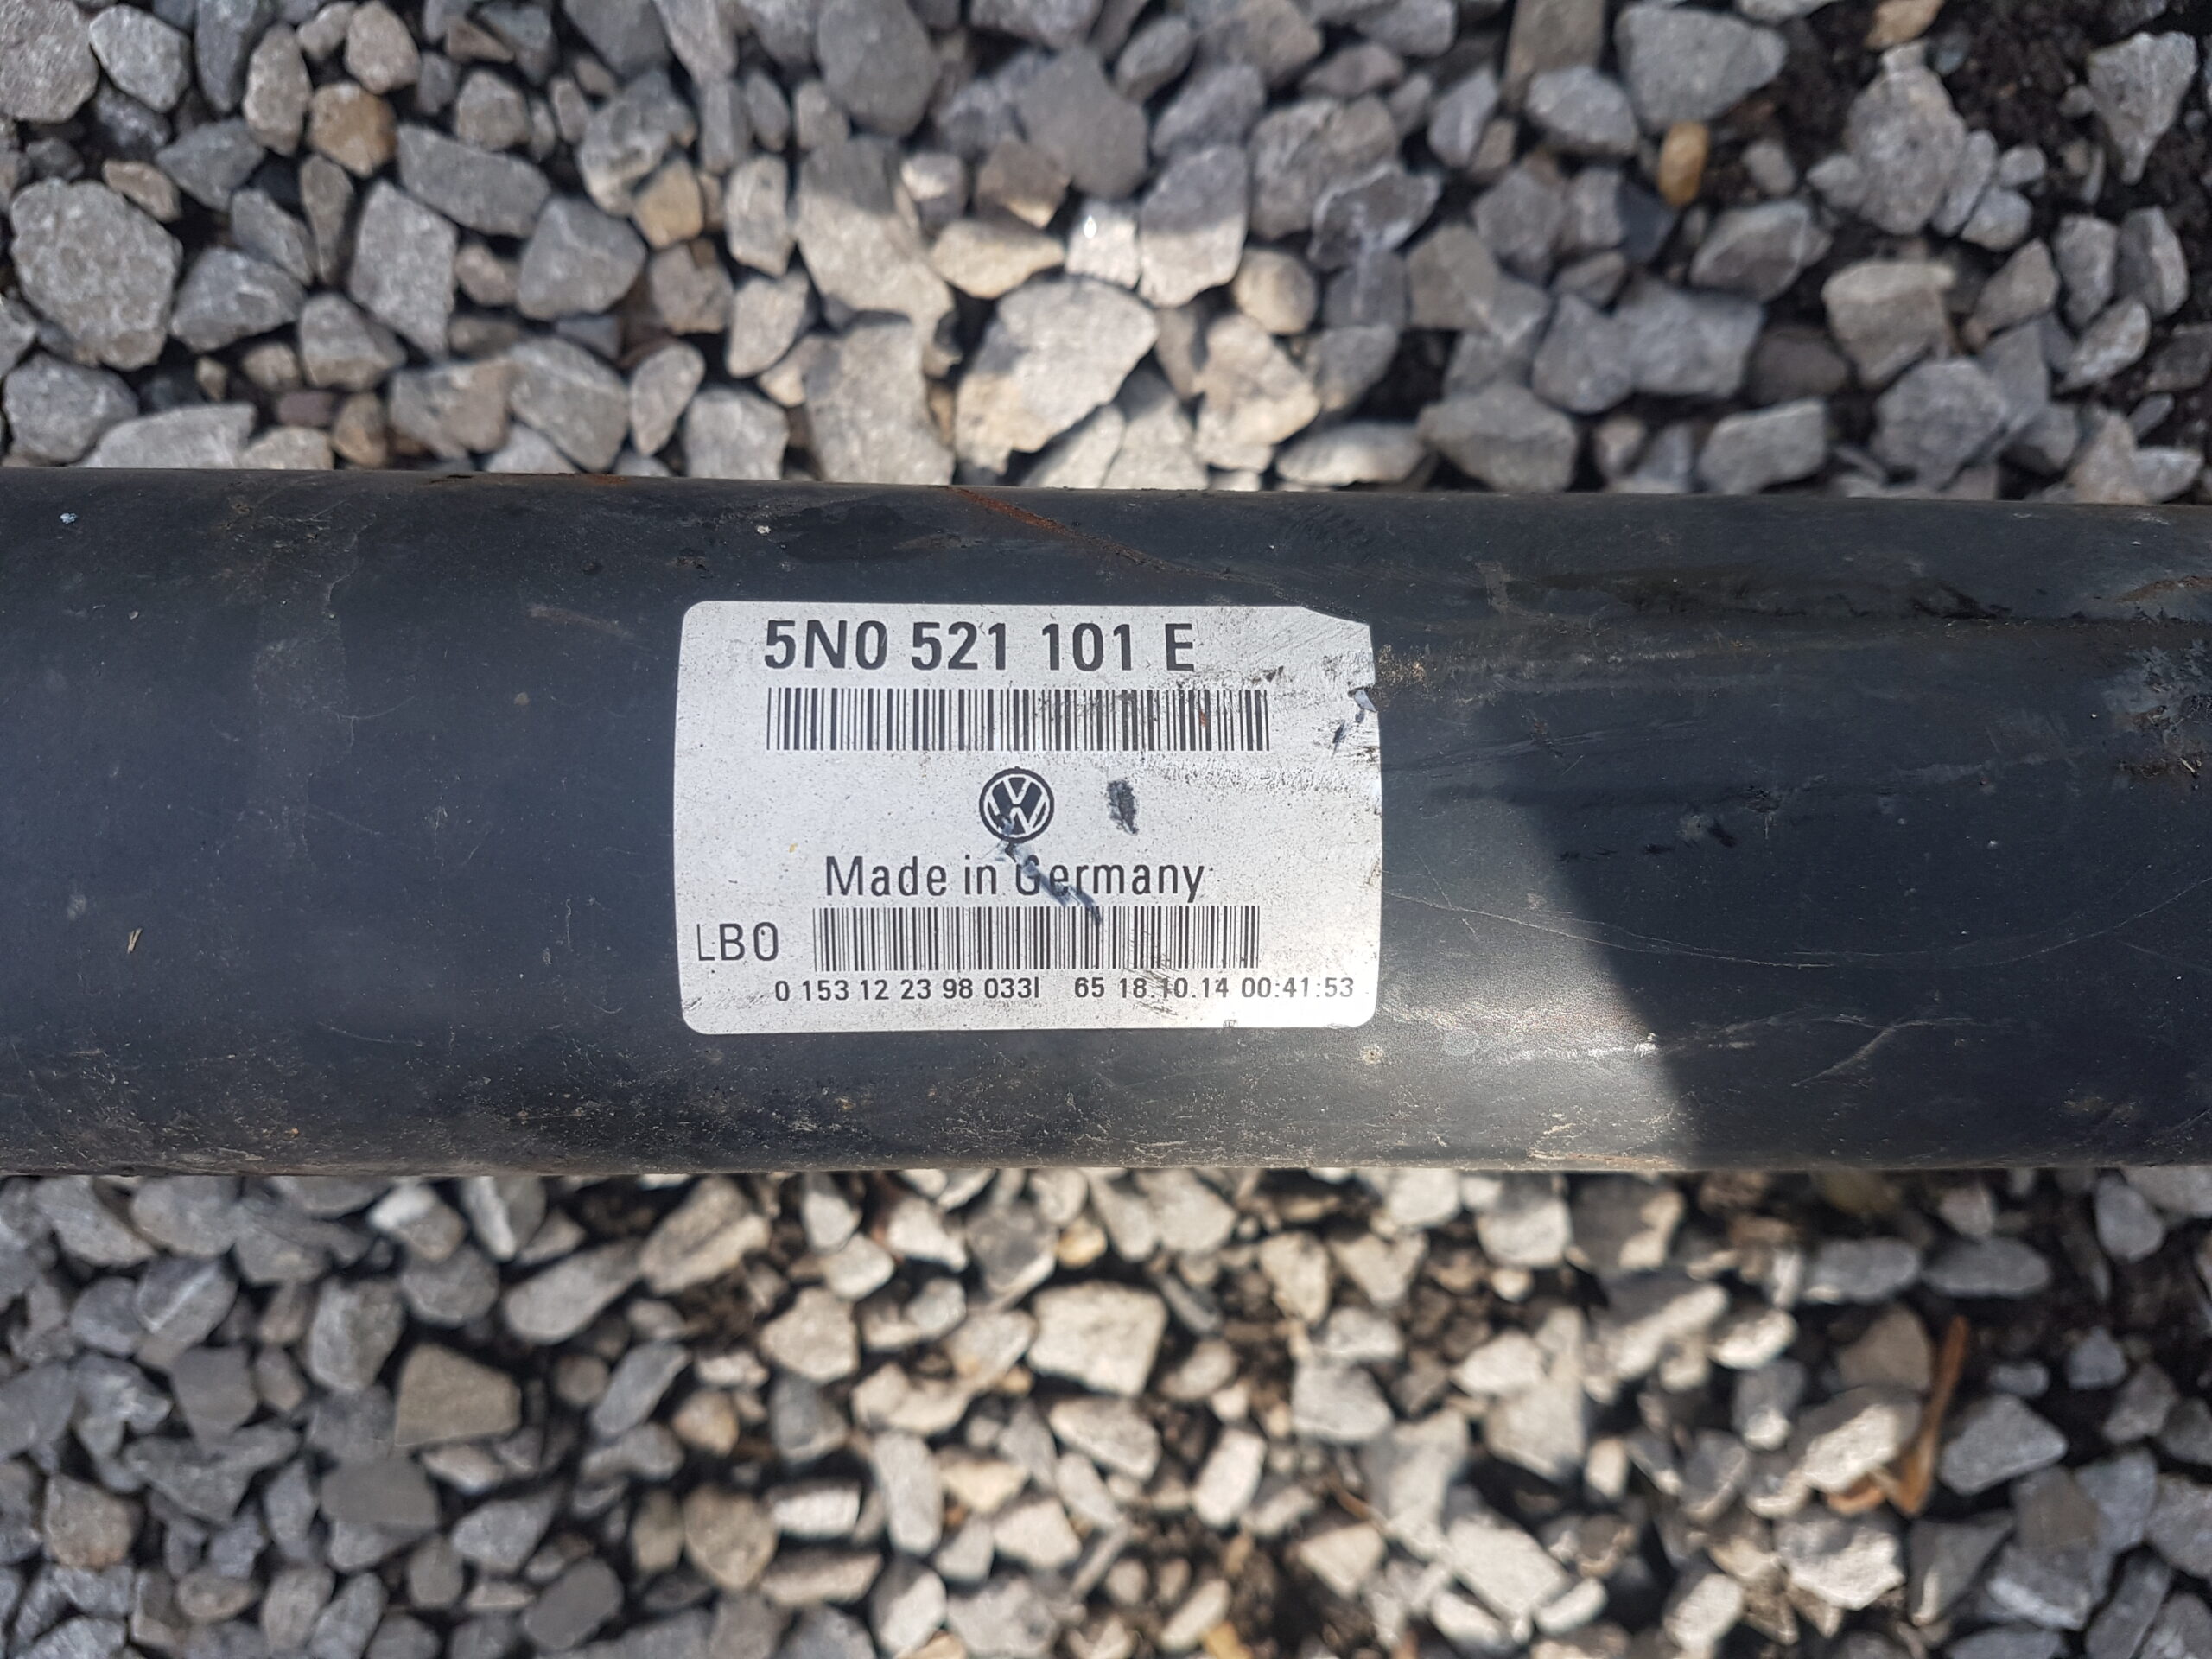 5N0 521 101 E
Made in Germany
LB0
0 153 12 23 98 033I 65 18.10.14 00:41:53